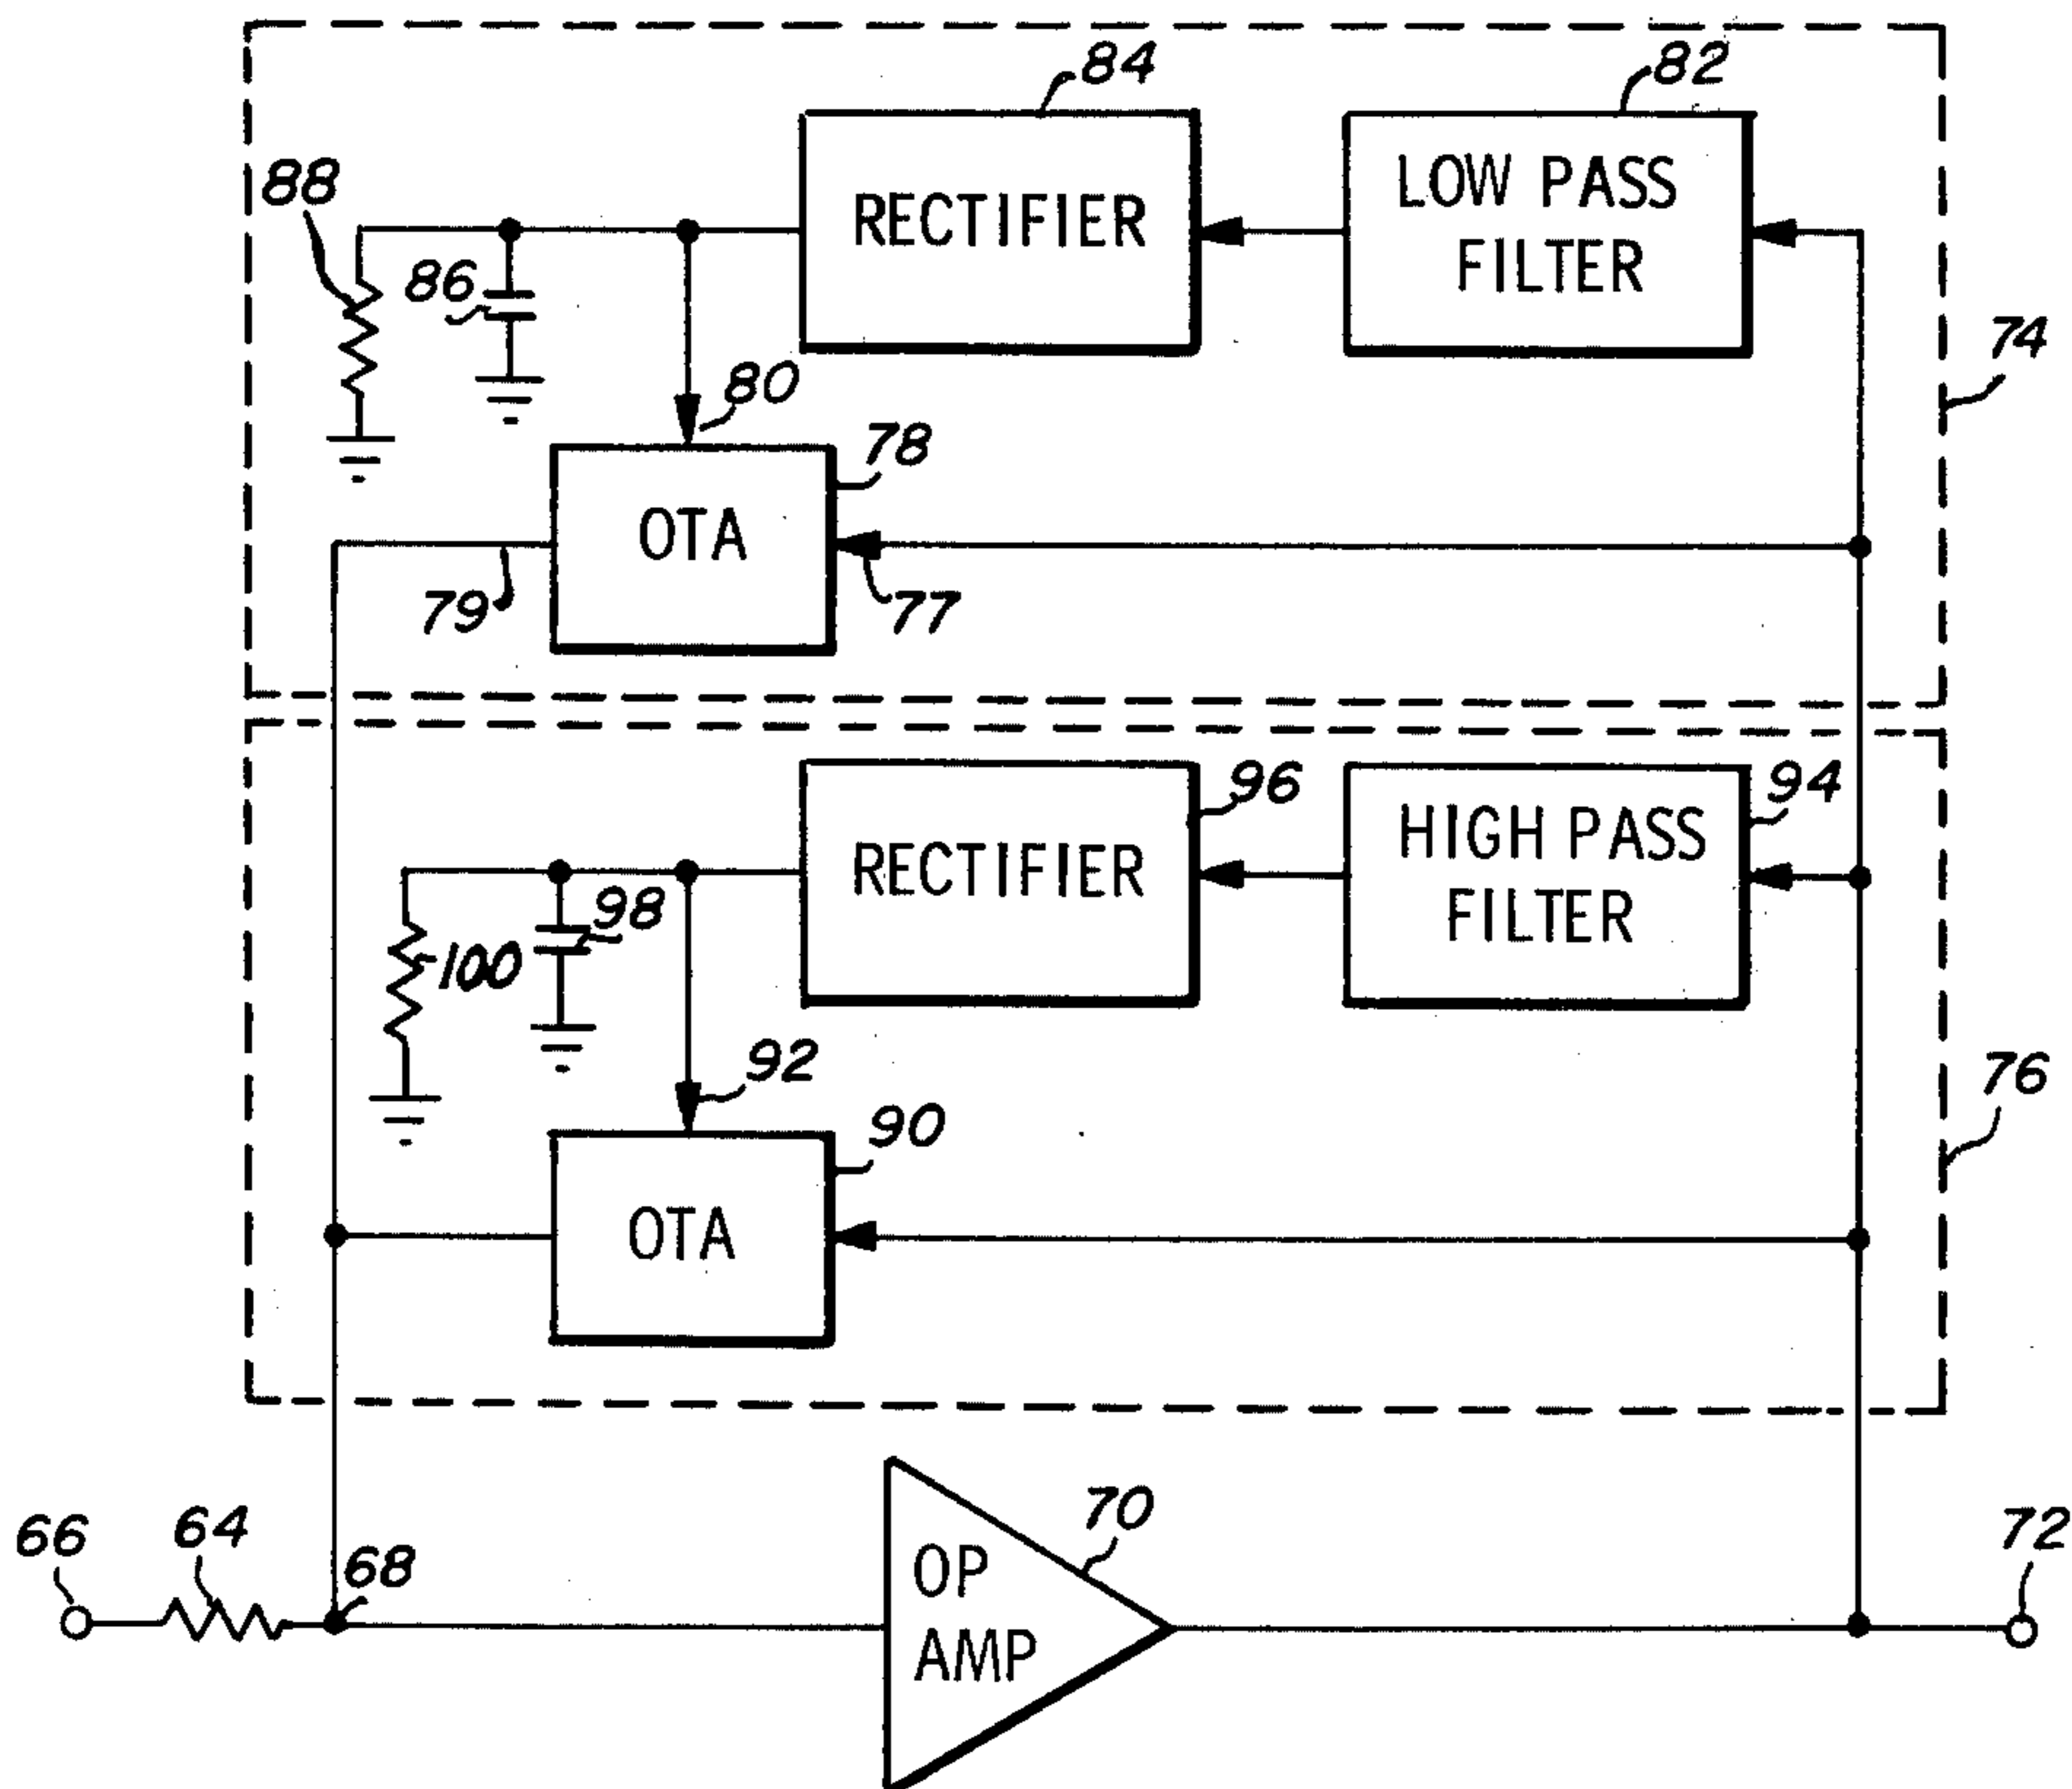 84
82
88
RECTIFIER
LOW PASS
FILTER
86
74
80
78
OTA
79
77
96
94
RECTIFIER
HIGH PASS
FILTER
98
100
92
76
90
OTA
66
64
68
70
72
OP
AMP